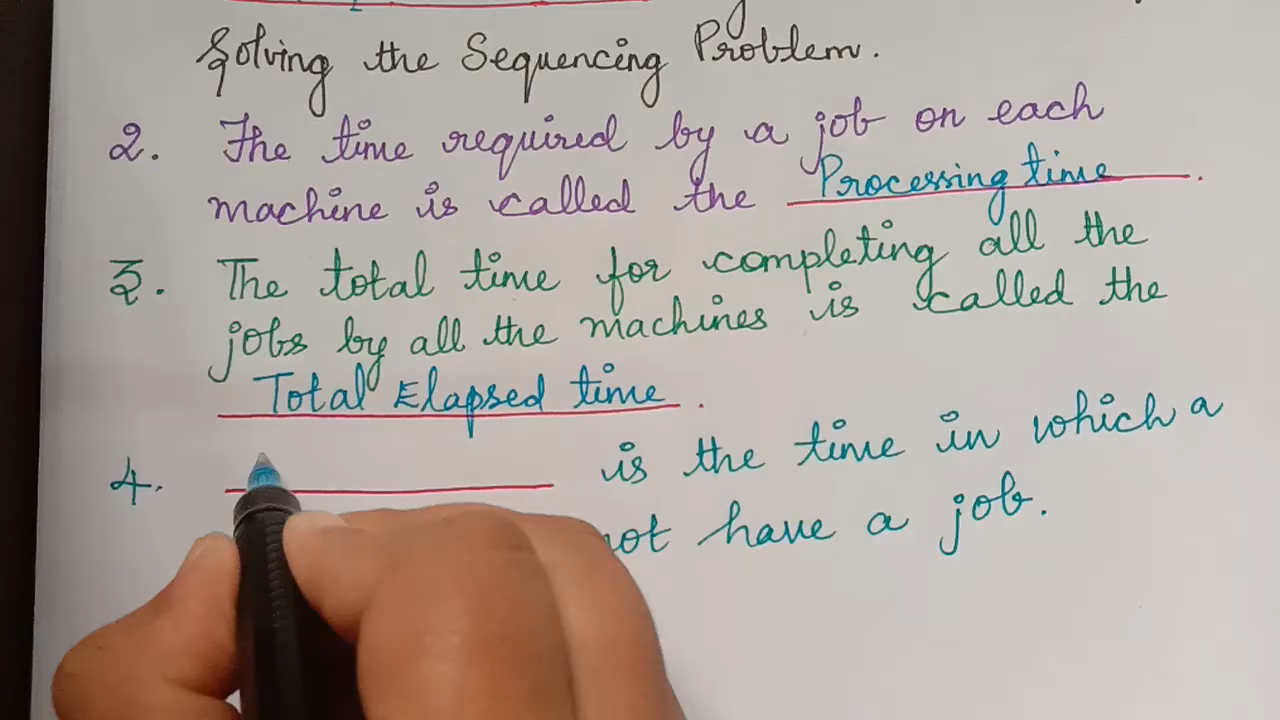 Solving the Sequencing Problem.
2. The time required by a job on each
machine is called the Processing time.
3. The total time for completing all the
jobs by all the machines is called the
Total Elapsed time.
4. is the time in which a
not have a job.